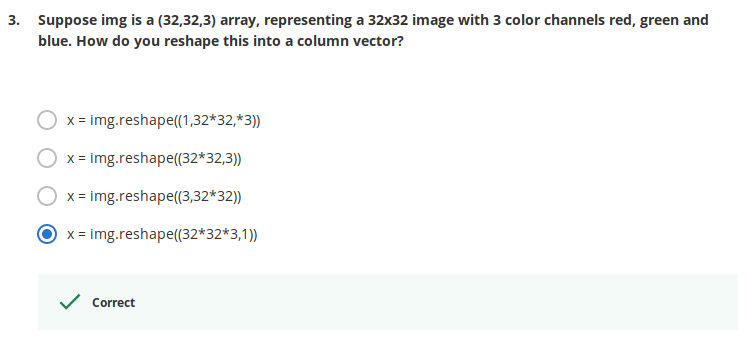 3. Suppose img is a (32,32,3) array, representing a 32x32 image with 3 color channels red, green and
blue. How do you reshape this into a column vector?
x = img.reshape((1,32*32,*3))
x = img.reshape((32*32,3))
x = img.reshape((3,32*32))
x = img.reshape((32*32*3,1))
Correct